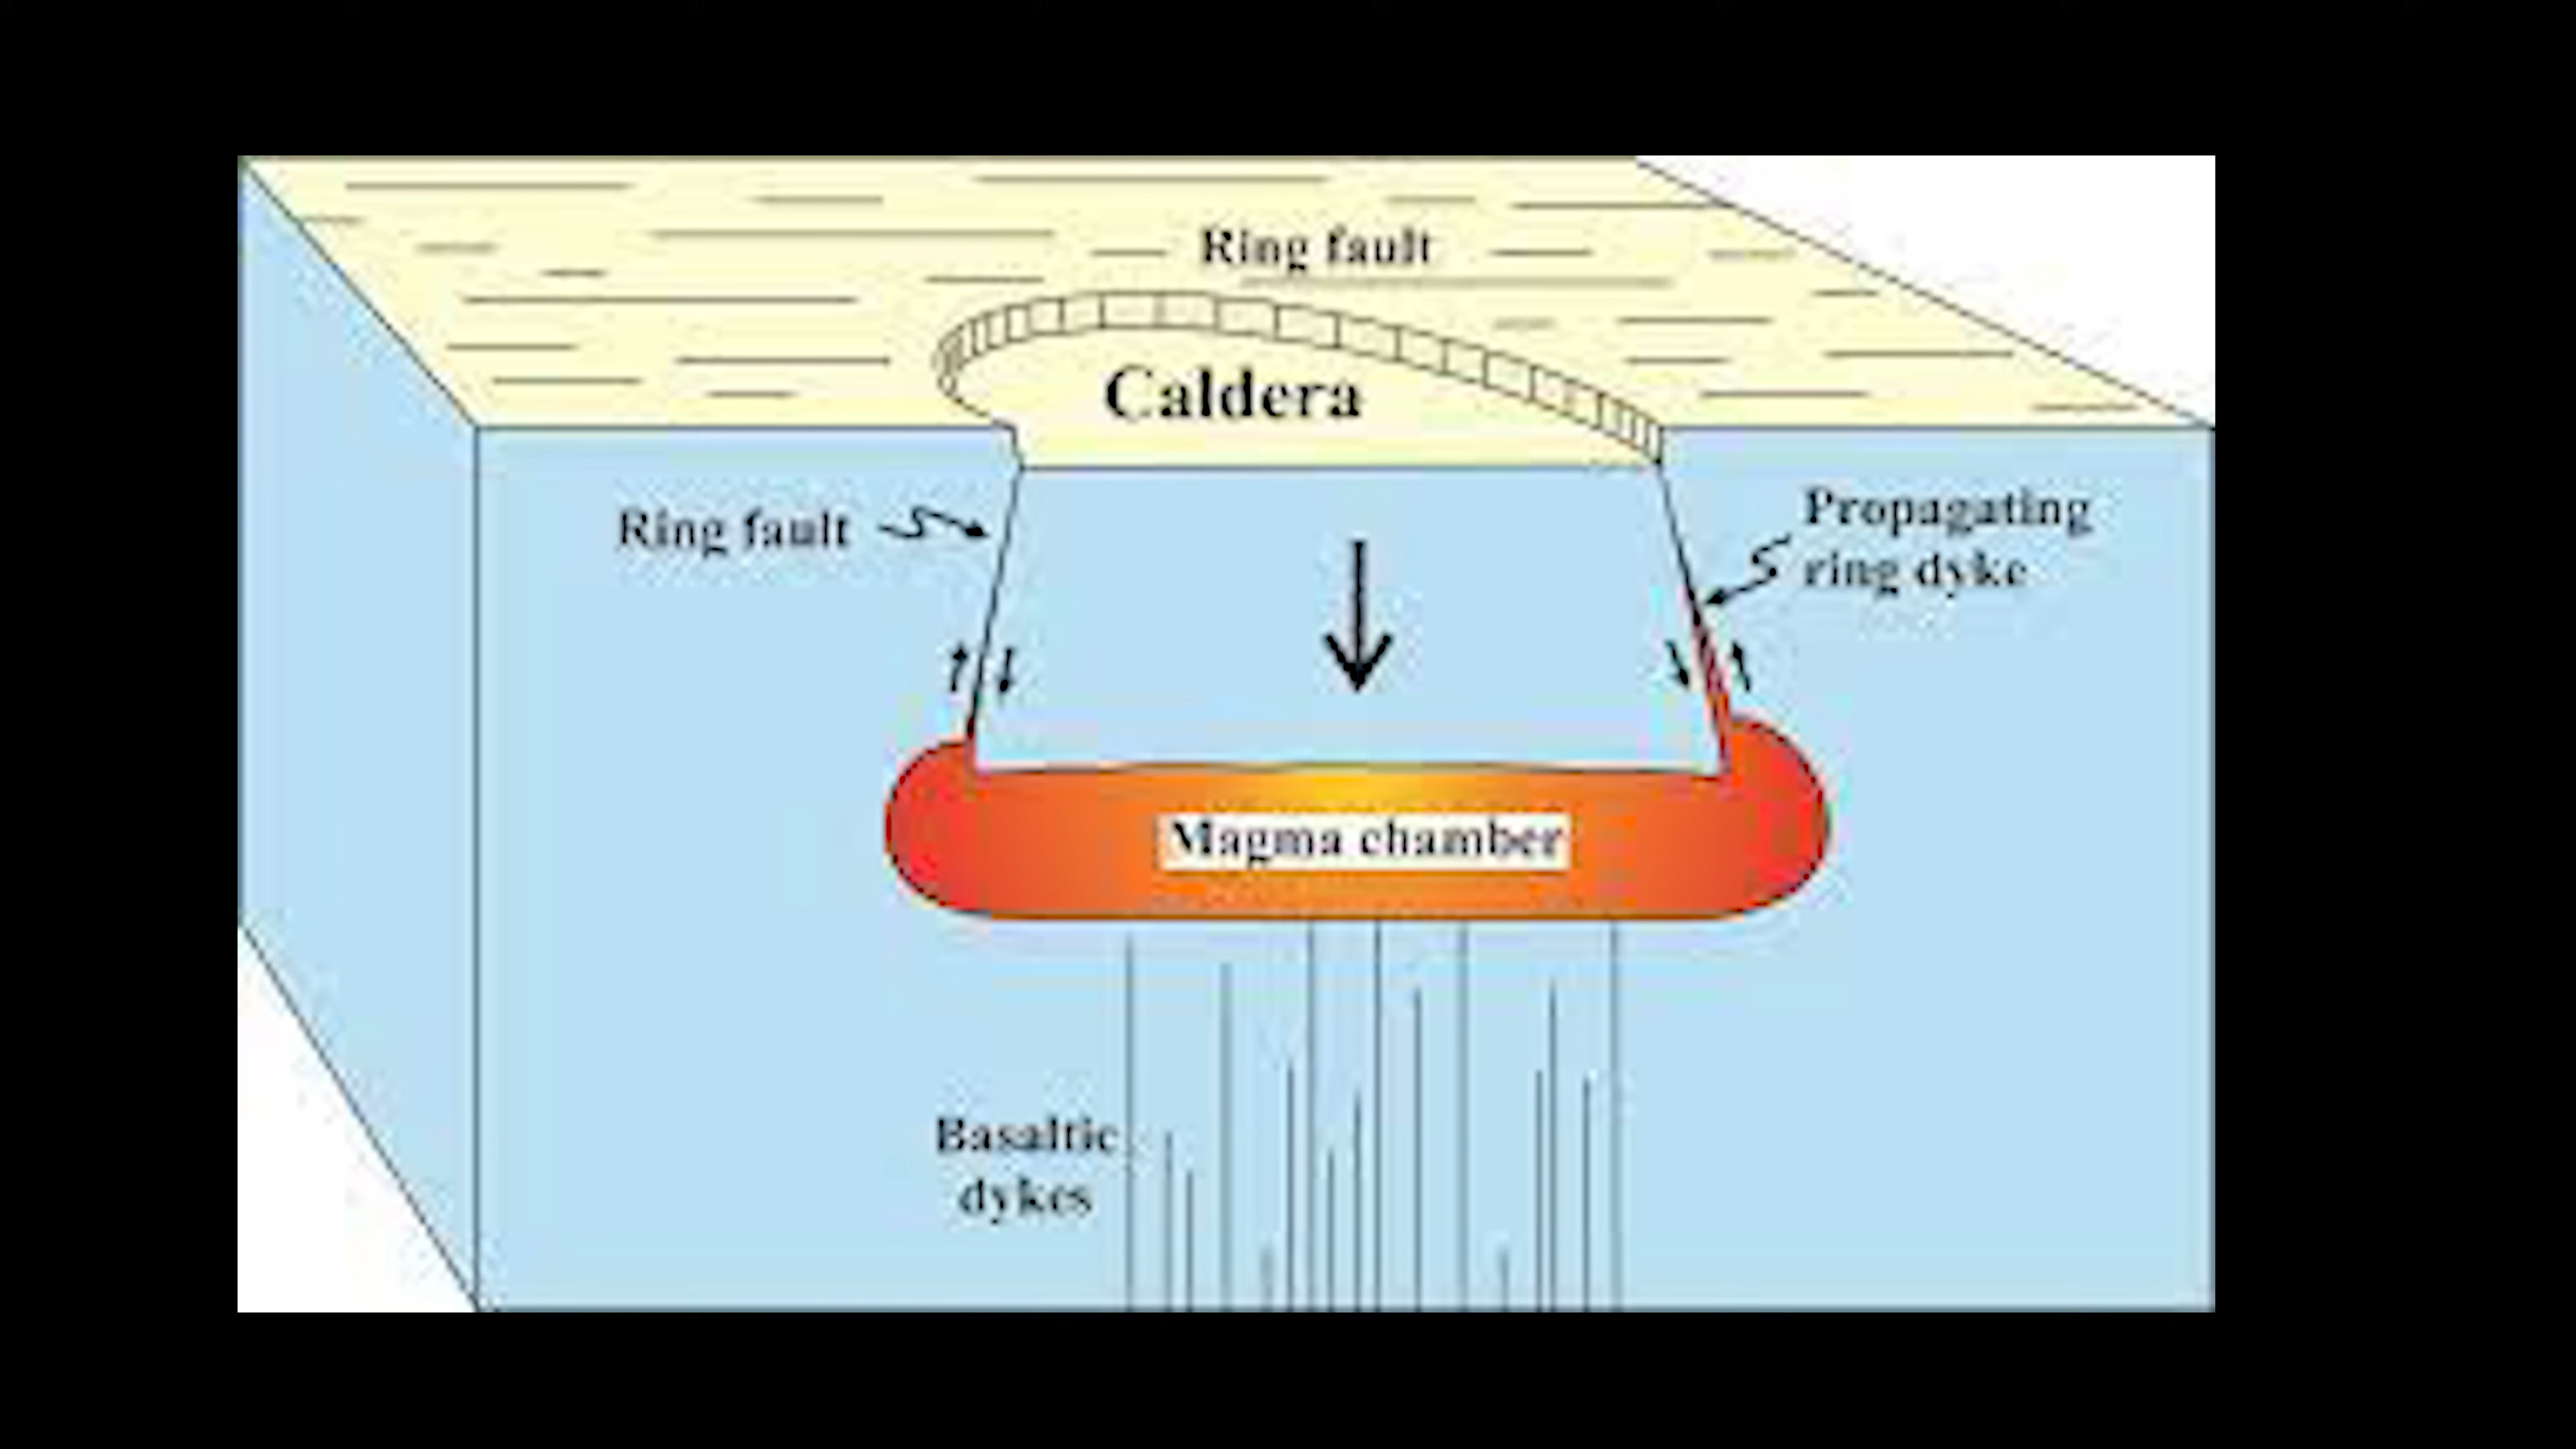 Ring fault
Caldera
Ring fault
Propagating
ring dyke
Magma chamber
Basaltic
dykes